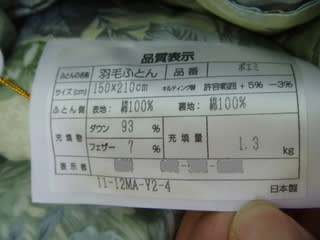 品質表示
ふとんの名称 羽毛ふとん 品番 ポエミ
サイズ(cm) 150×210cm キルティング製 許容範囲 +5% -3%
ふとん側 表地: 綿100% 裏地: 綿100%
充填物 ダウン 93 % 充填量 1.3 kg
フェザー 7 %
表示者
11-12MA-Y2-4 日本製